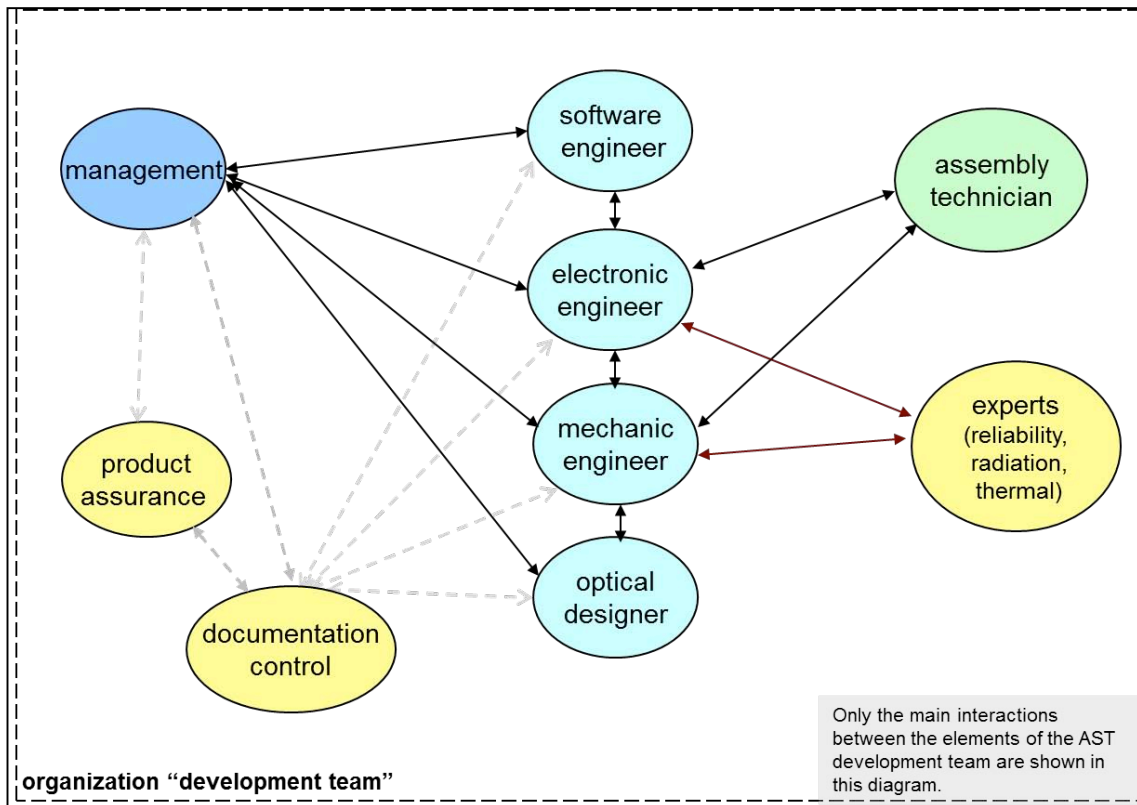 management
software
engineer
electronic
engineer
mechanic
engineer
optical
designer
assembly
technician
experts
(reliability,
radiation,
thermal)
product
assurance
documentation
control
Only the main interactions
between the elements of the AST
development team are shown in
this diagram.
organization “development team”